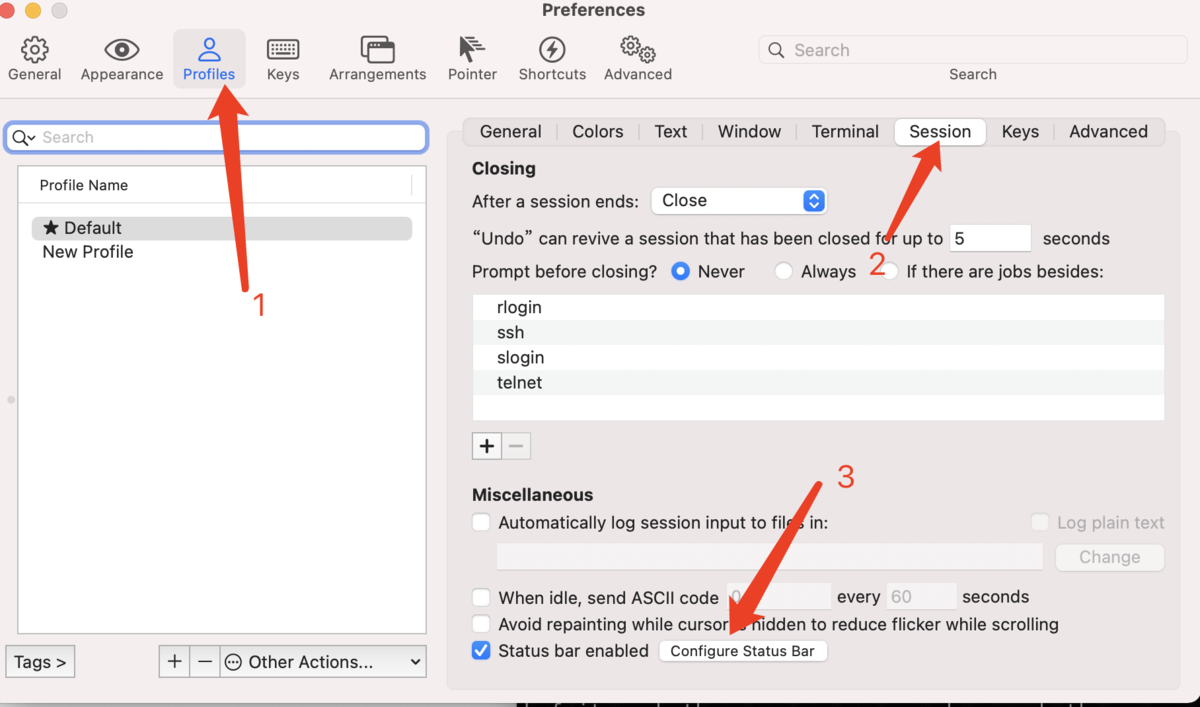 Preferences
General Appearance Profiles Keys Arrangements Pointer Shortcuts Advanced
Search
Search
Search
1
Profile Name
★ Default
New Profile
Tags >
+ − Other Actions...
General Colors Text Window Terminal Session Keys Advanced
Closing
After a session ends: Close
“Undo” can revive a session that has been closed for up to 5 seconds
2
Prompt before closing? Never Always If there are jobs besides:
rlogin
ssh
slogin
telnet
+ −
3
Miscellaneous
Automatically log session input to files in: Log plain text
Change
When idle, send ASCII code 0 every 60 seconds
Avoid repainting while cursor is hidden to reduce flicker while scrolling
Status bar enabled Configure Status Bar